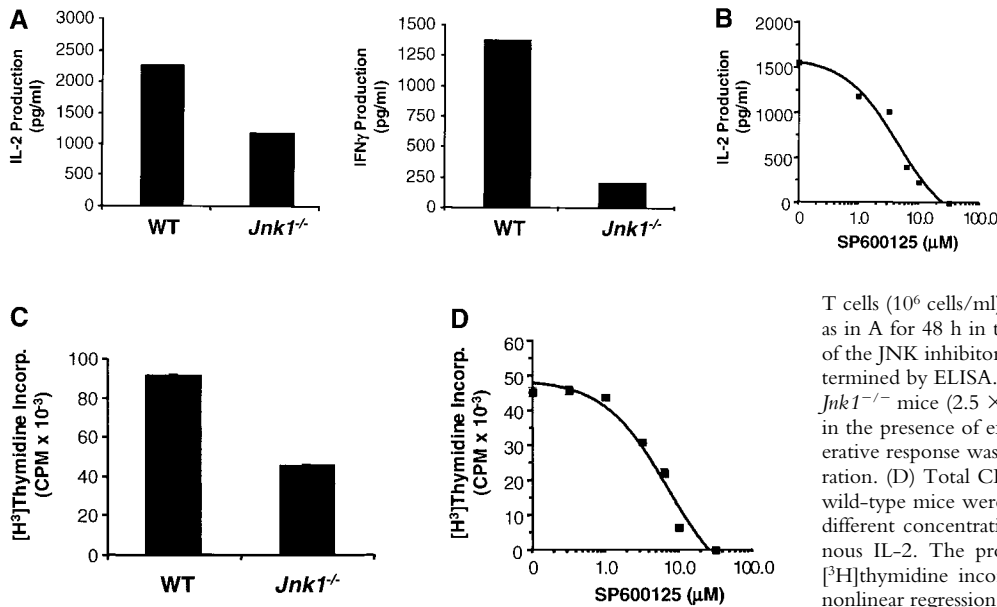 A
IL-2 Production
(pg/ml)
3000
2500
2000
1500
1000
500
0
WT
Jnk1-/-
IFNγ Production
(pg/ml)
1500
1250
1000
750
500
250
0
WT
Jnk1-/-
B
IL-2 Production
(pg/ml)
2000
1500
1000
500
0
0
1.0
10.0
100.0
SP600125 (μM)
C
[H³]Thymidine Incorp.
(CPM x 10⁻³)
100
80
60
40
20
0
WT
Jnk1-/-
D
[H³]Thymidine Incorp.
(CPM x 10⁻³)
60
50
40
30
20
10
0
0
1.0
10.0
100.0
SP600125 (μM)
T cells (10⁶ cells/ml)
as in A for 48 h in t
of the JNK inhibitor
termined by ELISA.
Jnk1−/− mice (2.5 ×
in the presence of e
erative response was
ration. (D) Total CI
wild-type mice were
different concentrati
nous IL-2. The pro
[³H]thymidine inco
nonlinear regression